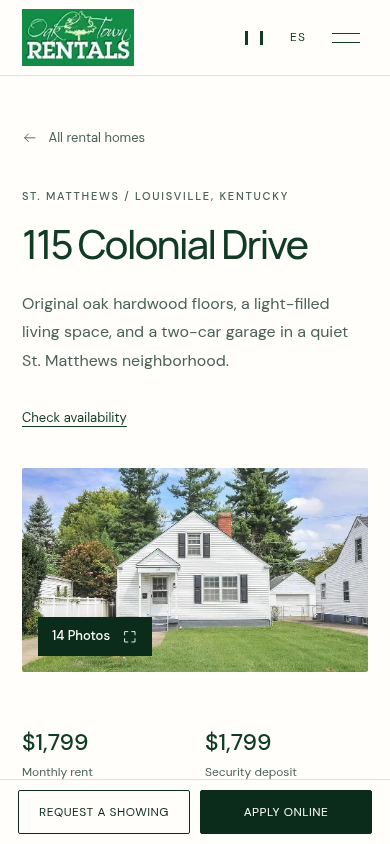 Oak Town
RENTALS
ES
All rental homes
ST. MATTHEWS / LOUISVILLE, KENTUCKY
115 Colonial Drive
Original oak hardwood floors, a light-filled
living space, and a two-car garage in a quiet
St. Matthews neighborhood.
Check availability
14 Photos
$1,799
$1,799
Monthly rent
Security deposit
REQUEST A SHOWING
APPLY ONLINE